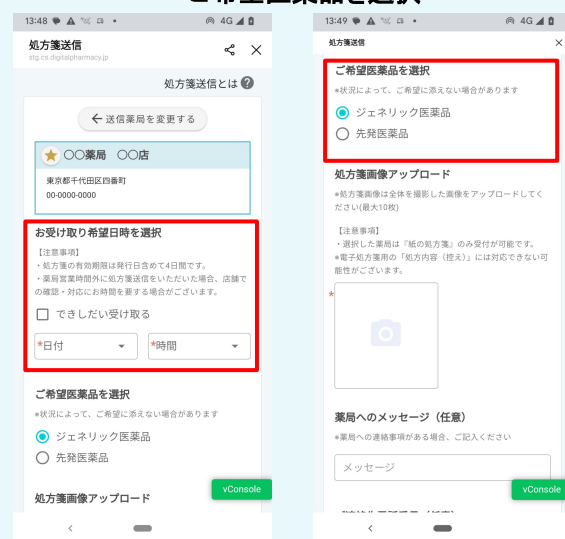 ご希望医薬品を選択
13:48
4G
処方箋送信
stg.cs.digitalpharmacy.jp
処方箋送信とは
送信薬局を変更する
〇〇薬局 〇〇店
東京都千代田区四番町
00-0000-0000
お受け取り希望日時を選択
【注意事項】
・処方箋の有効期限は発行日含めて4日間です。
・薬局営業時間外に処方箋送信をいただいた場合、店舗で
の確認・対応にお時間を要する場合がございます。
できしだい受け取る
*日付
*時間
ご希望医薬品を選択
※状況によって、ご希望に添えない場合があります
ジェネリック医薬品
先発医薬品
処方箋画像アップロード
vConsole
13:49
4G
処方箋送信
ご希望医薬品を選択
※状況によって、ご希望に添えない場合があります
ジェネリック医薬品
先発医薬品
処方箋画像アップロード
※処方箋画像は全体を撮影した画像をアップロードしてく
ださい(最大10枚)
【注意事項】
・選択した薬局は『紙の処方箋』のみ受付が可能です。
※電子処方箋用の「処方内容（控え）」には対応できない可
能性がございます。
*
薬局へのメッセージ（任意）
※薬局への連絡事項がある場合、ご記入ください
メッセージ
vConsole